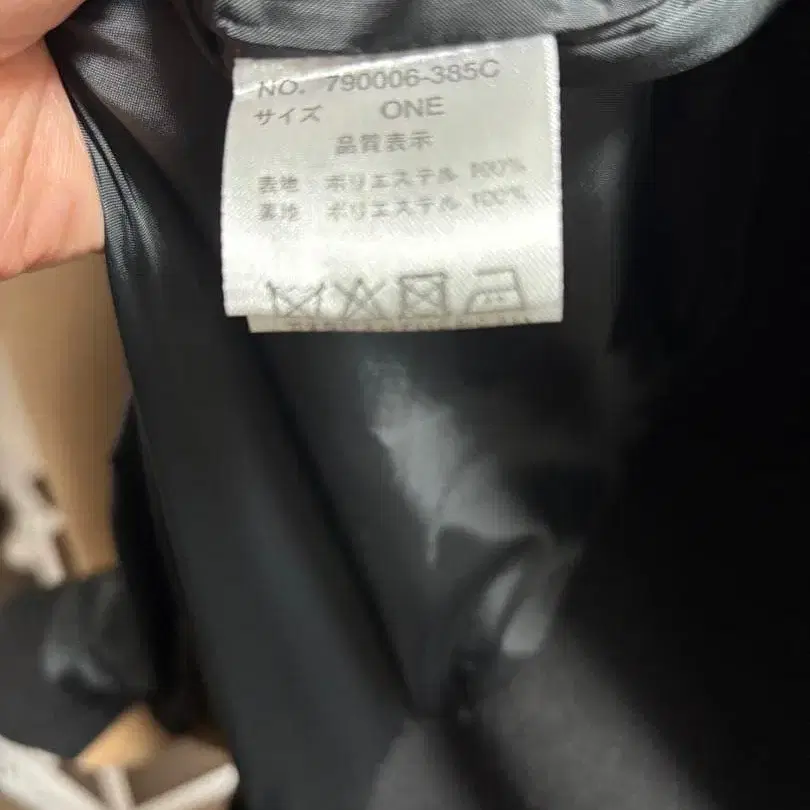 NO. 790006-385C
サイズ ONE
品質表示
表地 ポリエステル 100%
裏地 ポリエステル 100%